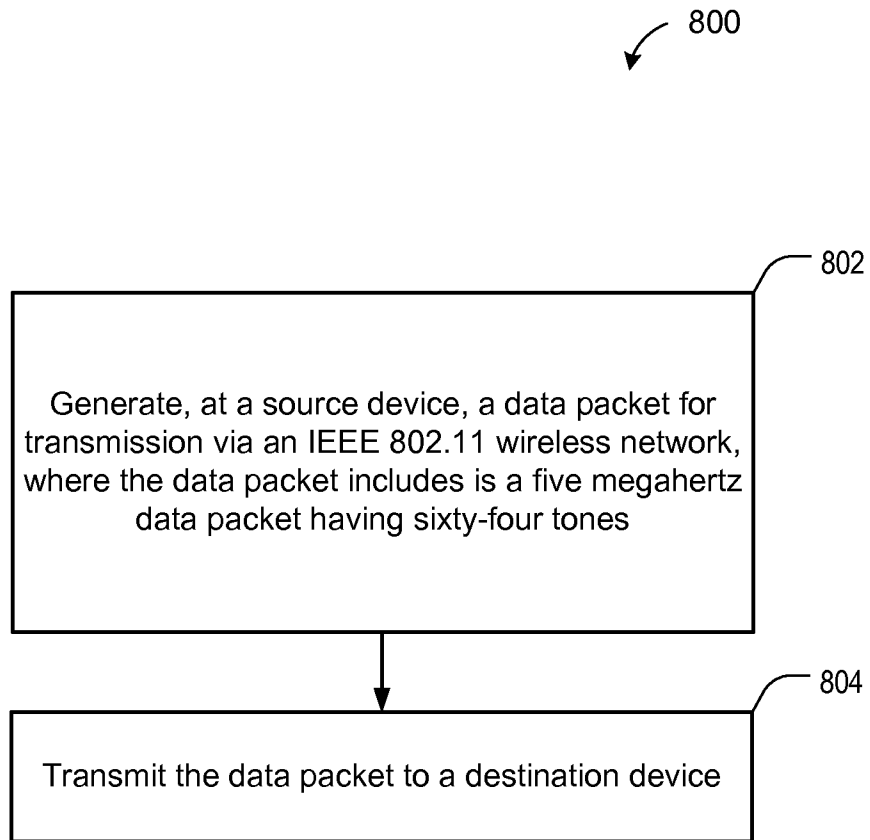 800
802
Generate, at a source device, a data packet for
transmission via an IEEE 802.11 wireless network,
where the data packet includes is a five megahertz
data packet having sixty-four tones
804
Transmit the data packet to a destination device